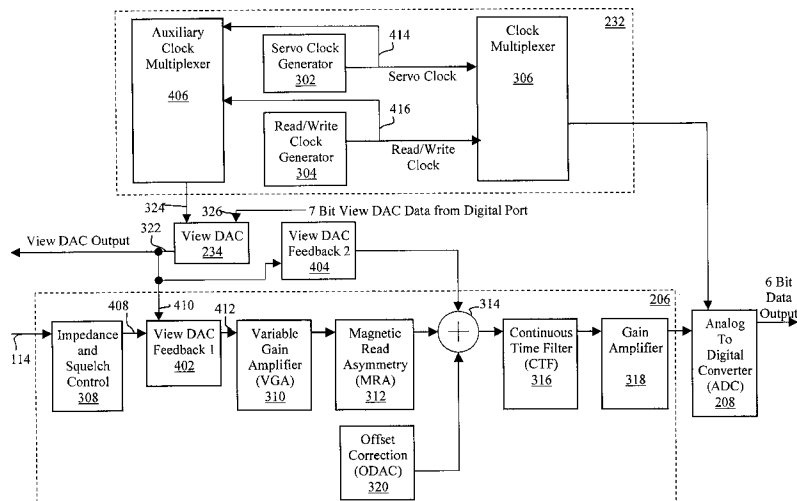 232
Auxiliary
Clock
Multiplexer
406
414
Servo Clock
Generator
302
Servo Clock
Clock
Multiplexer
306
416
Read/Write
Clock
Generator
304
Read/Write
Clock
324
326
7 Bit View DAC Data from Digital Port
322
View DAC Output
View DAC
234
View DAC
Feedback 2
404
6 Bit
Data
Output
206
410
408
412
314
114
Impedance
and
Squelch
Control
308
View DAC
Feedback 1
402
Variable
Gain
Amplifier
(VGA)
310
Magnetic
Read
Asymmetry
(MRA)
312
Continuous
Time Filter
(CTF)
316
Gain
Amplifier
318
Analog
To
Digital
Converter
(ADC)
208
Offset
Correction
(ODAC)
320